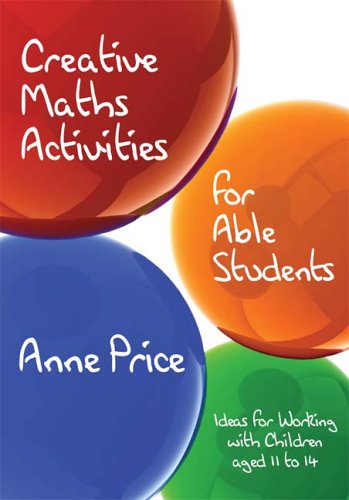 Creative
Maths
Activities
for
Able
Students
Anne Price
Ideas for Working
with Children
aged 11 to 14